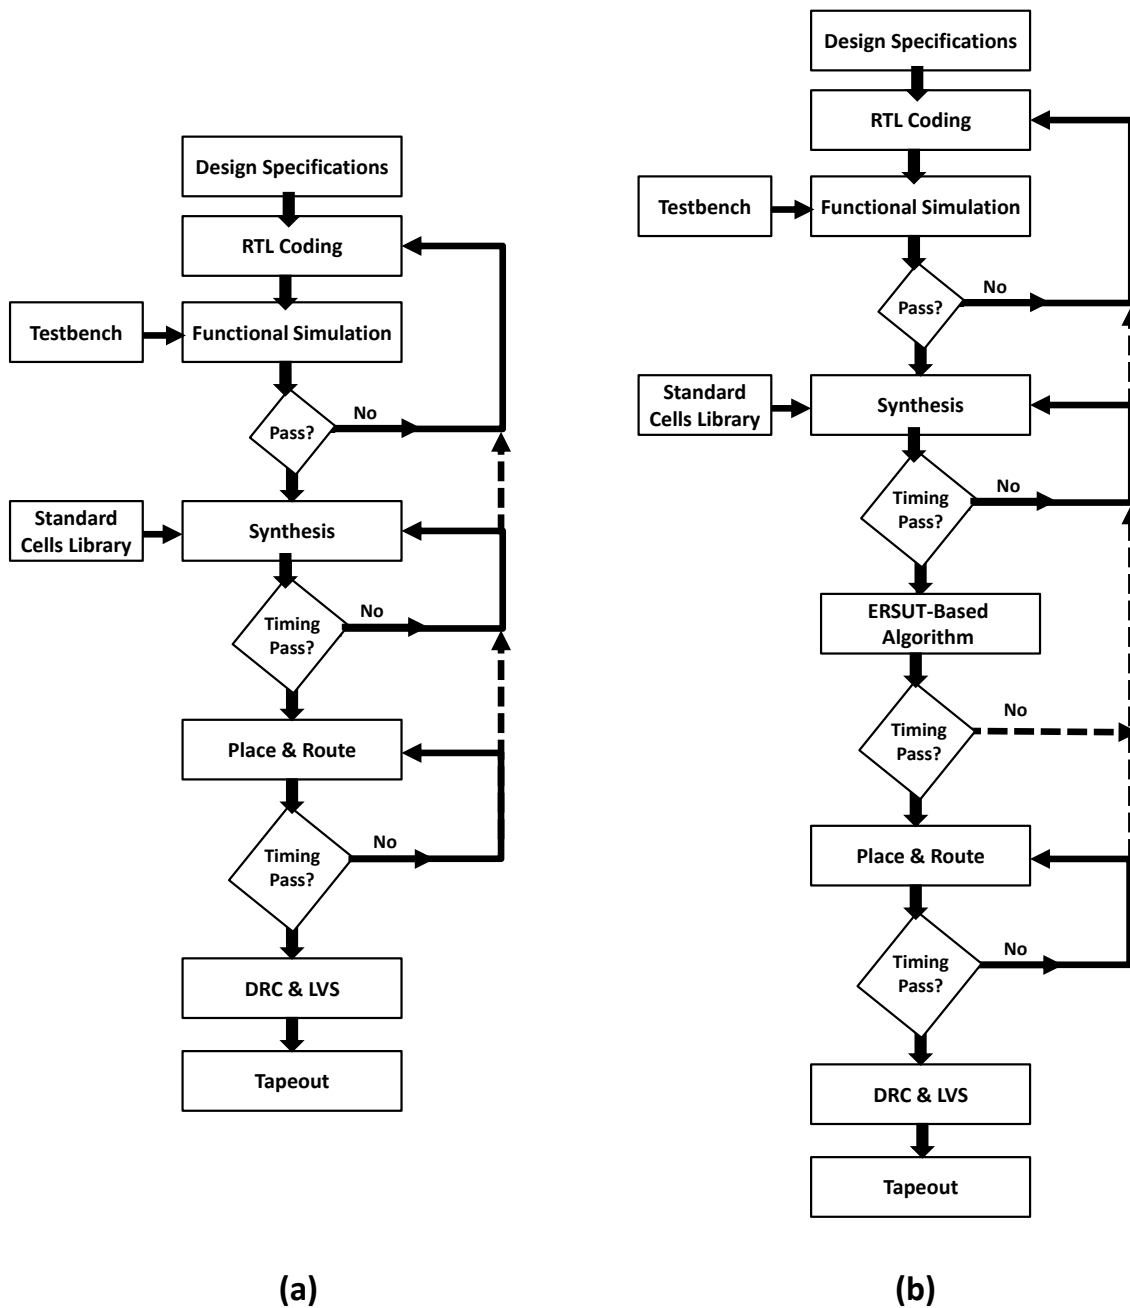 Design Specifications
RTL Coding
Testbench
Functional Simulation
Pass?
No
Standard
Cells Library
Synthesis
Timing
Pass?
No
Place & Route
Timing
Pass?
No
DRC & LVS
Tapeout
(a)
Design Specifications
RTL Coding
Testbench
Functional Simulation
Pass?
No
Standard
Cells Library
Synthesis
Timing
Pass?
No
ERSUT-Based
Algorithm
Timing
Pass?
No
Place & Route
Timing
Pass?
No
DRC & LVS
Tapeout
(b)